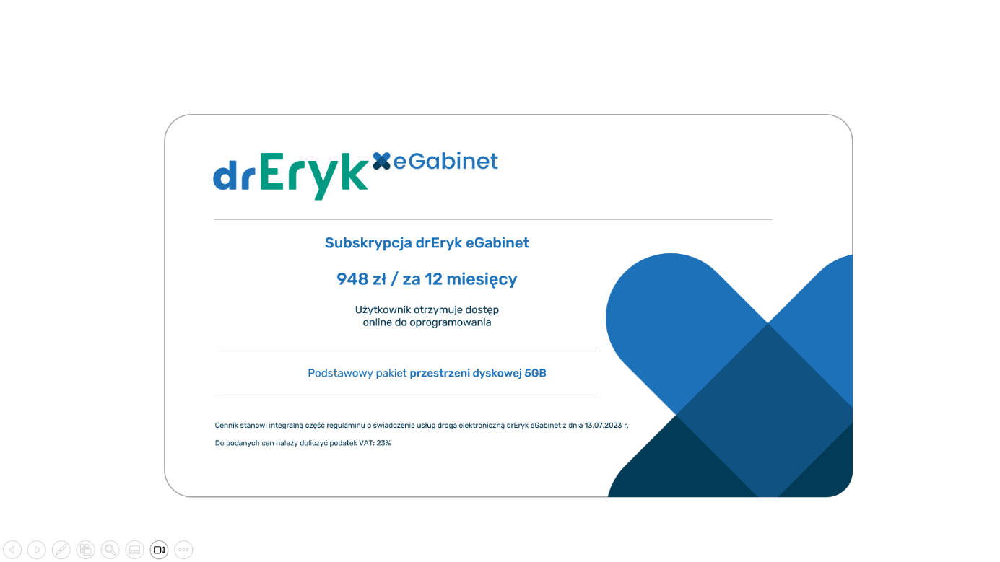 drEryk eGabinet
Subskrypcja drEryk eGabinet
948 zł / za 12 miesięcy
Użytkownik otrzymuje dostęp
online do oprogramowania
Podstawowy pakiet przestrzeni dyskowej 5GB
Cennik stanowi integralną część regulaminu o świadczenie usług drogą elektroniczną drEryk eGabinet z dnia 13.07.2023 r.
Do podanych cen należy doliczyć podatek VAT: 23%